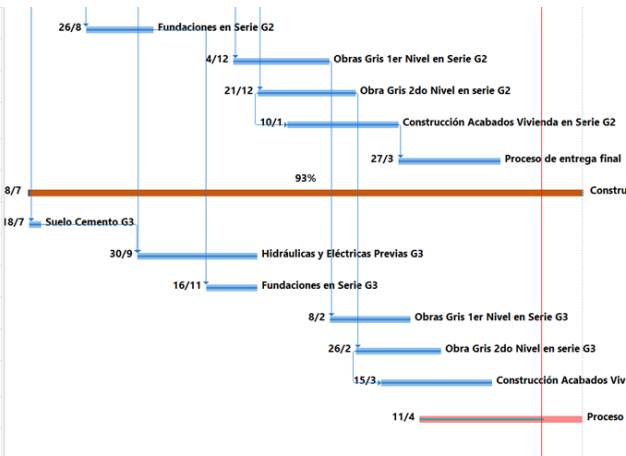 26/8 Fundaciones en Serie G2
4/12 Obras Gris 1er Nivel en Serie G2
21/12 Obra Gris 2do Nivel en serie G2
10/1 Construcción Acabados Vivienda en Serie G2
27/3 Proceso de entrega final
93%
8/7 Constru
18/7 Suelo Cemento G3
30/9 Hidráulicas y Eléctricas Previas G3
16/11 Fundaciones en Serie G3
8/2 Obras Gris 1er Nivel en Serie G3
26/2 Obra Gris 2do Nivel en serie G3
15/3 Construcción Acabados Viv
11/4 Proceso